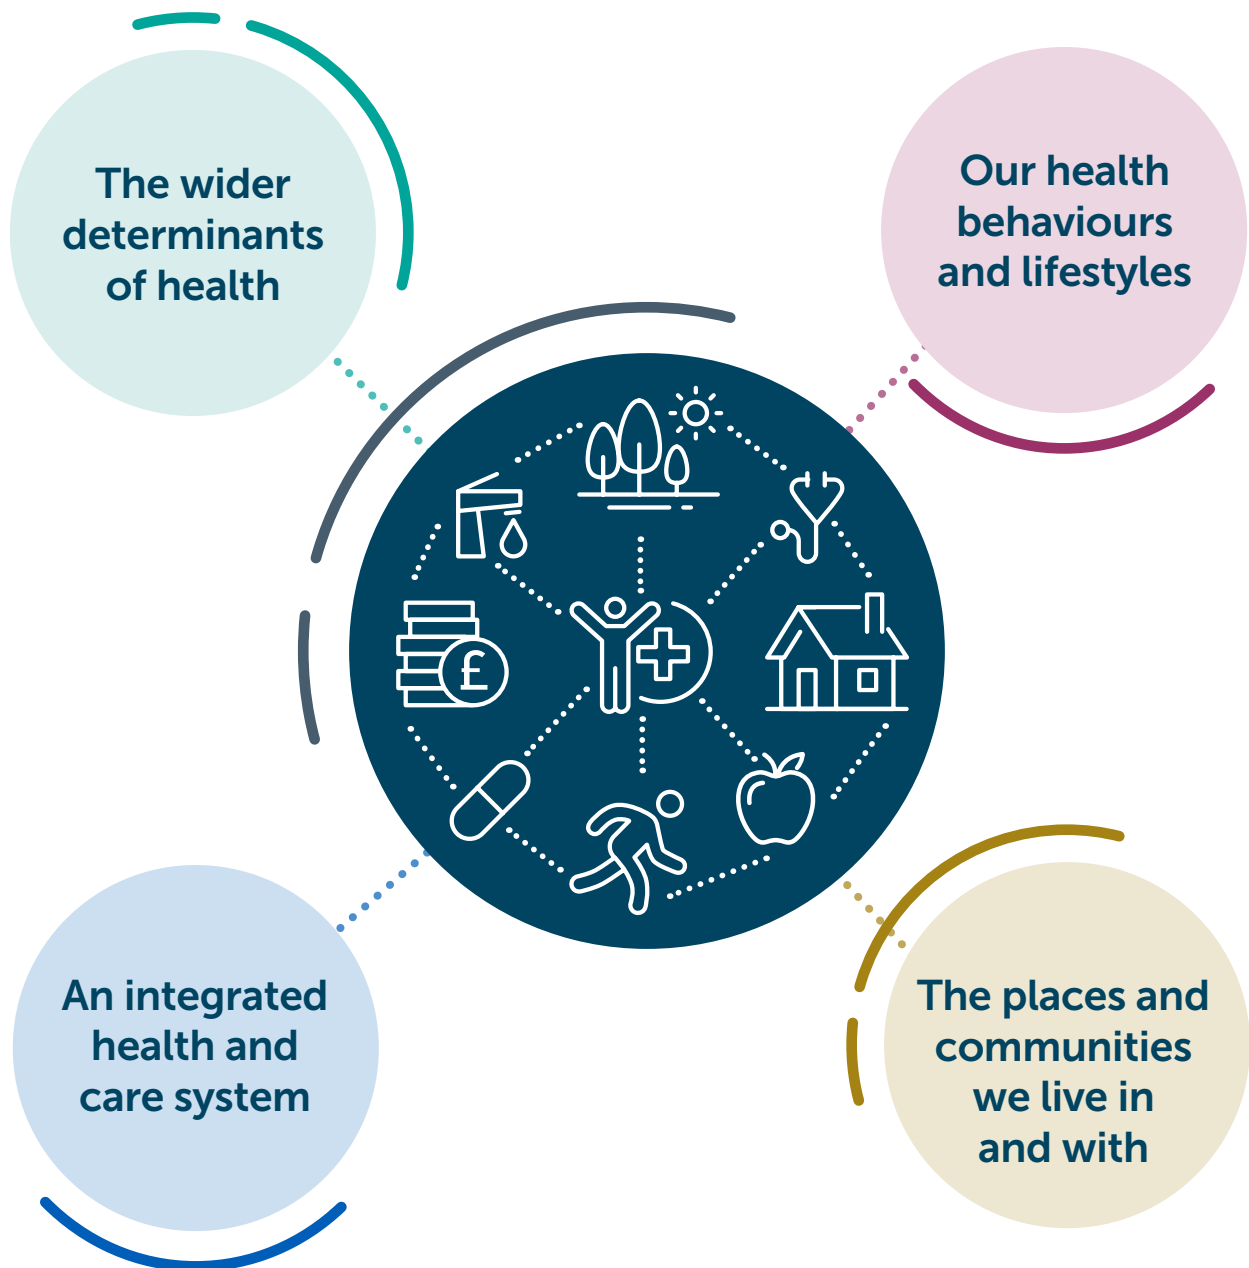 The wider
determinants
of health
Our health
behaviours
and lifestyles
£
An integrated
health and
care system
The places and
communities
we live in
and with